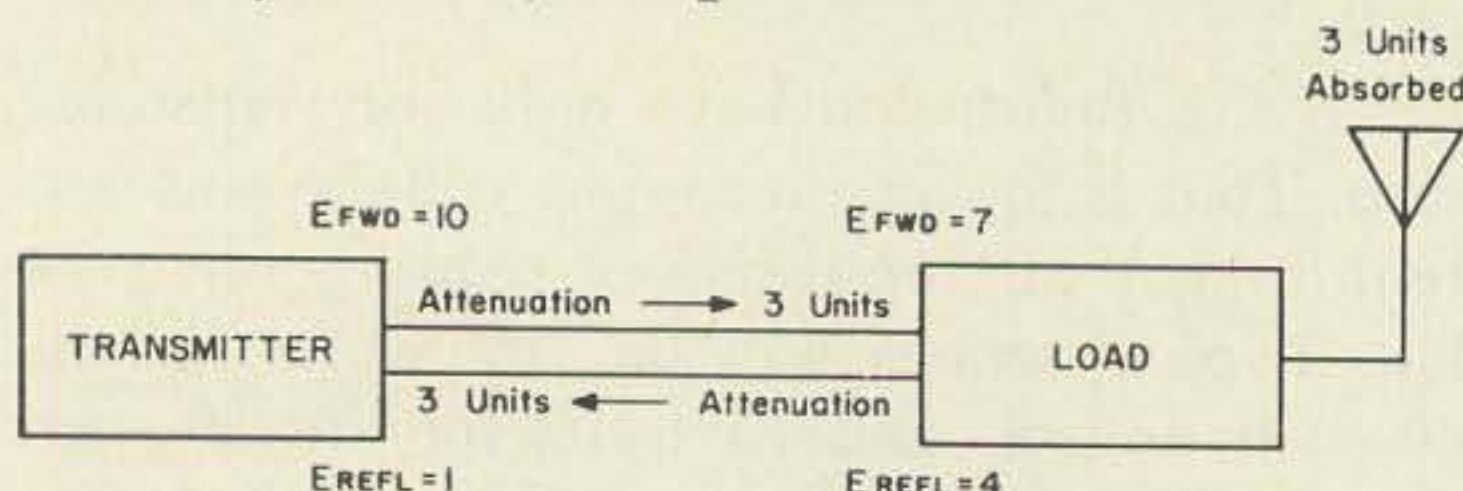 3 Units
Absorbed
EFWD = 10
EFWD = 7
Attenuation → 3 Units
TRANSMITTER
LOAD
3 Units ← Attenuation
EREFL = 1
EREFL = 4